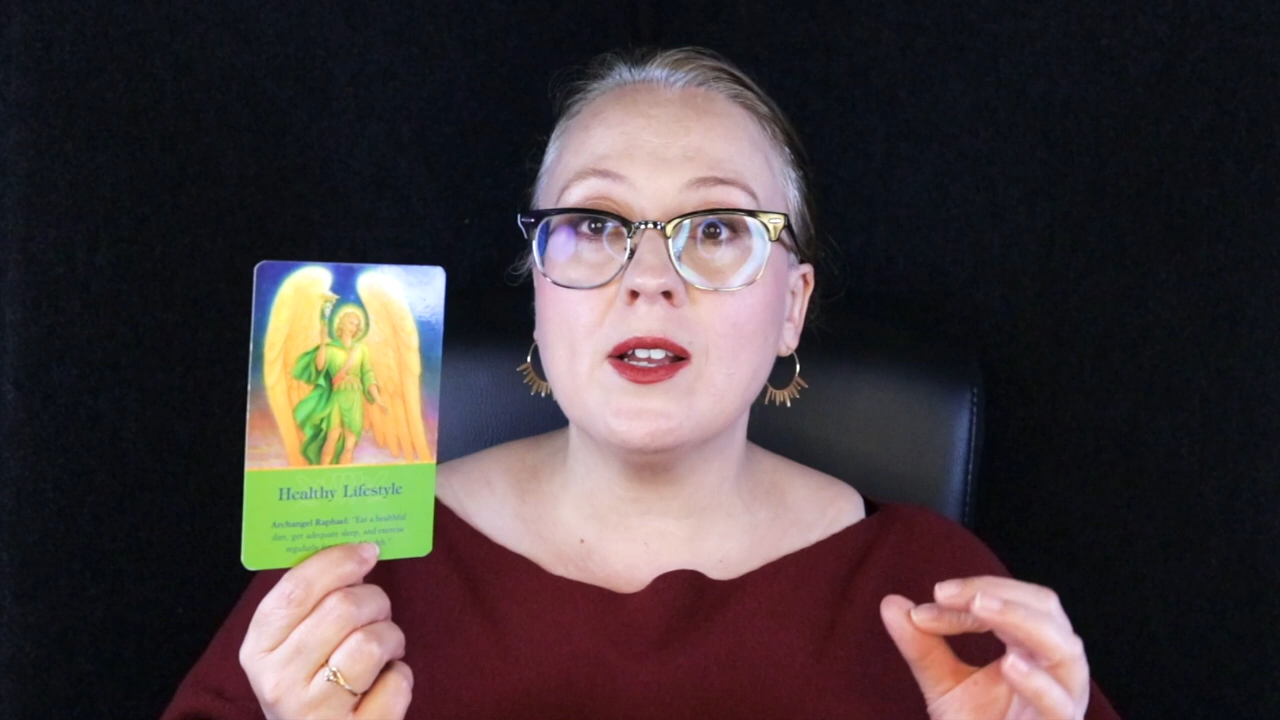 Healthy Lifestyle
Archangel Raphael: "Eat a healthful
diet, get adequate sleep, and exercise
regularly